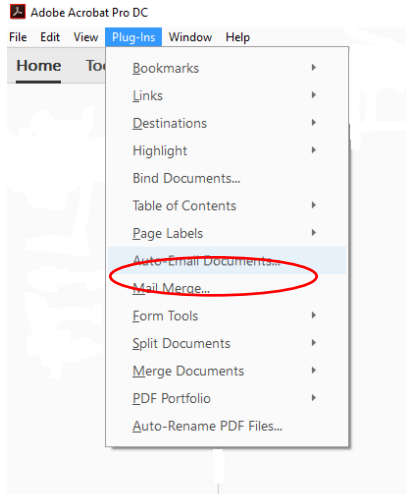 Adobe Acrobat Pro DC
File Edit View Plug-Ins Window Help
Home Too
Bookmarks
Links
Destinations
Highlight
Bind Documents...
Table of Contents
Page Labels
Auto-Email Documents...
Mail Merge...
Form Tools
Split Documents
Merge Documents
PDF Portfolio
Auto-Rename PDF Files...